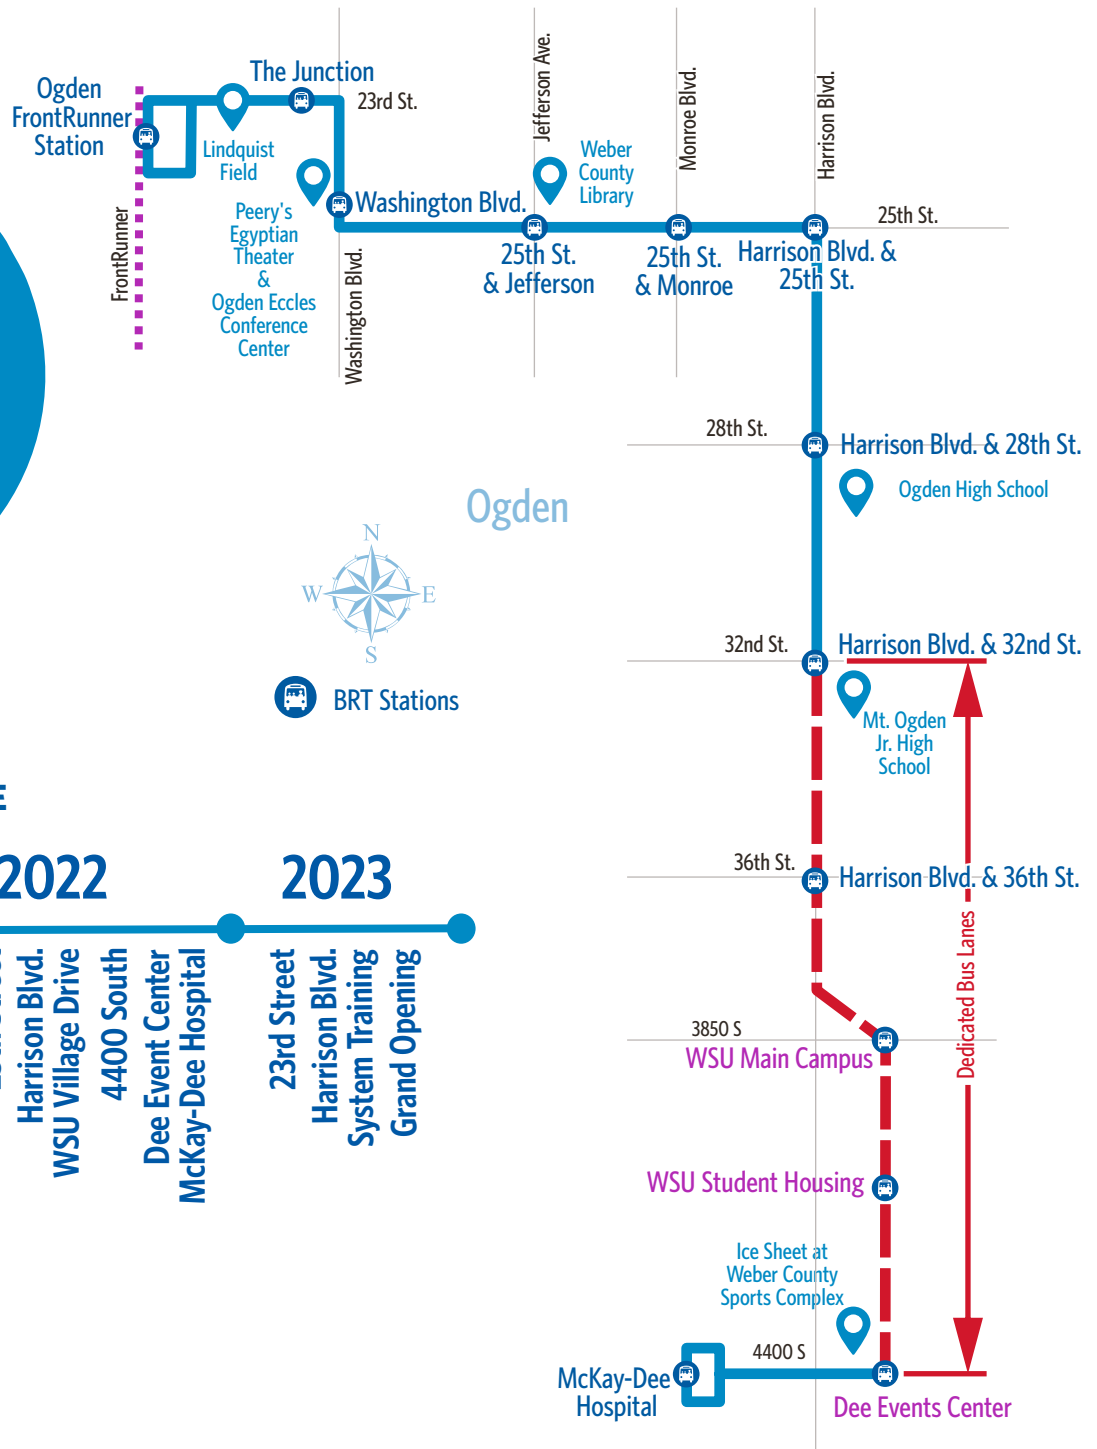 Ogden
FrontRunner
Station
The Junction
23rd St.
Lindquist
Field
Peery's
Egyptian
Theater
&
Ogden Eccles
Conference
Center
FrontRunner
Washington Blvd.
Washington Blvd.
Jefferson Ave.
Weber
County
Library
Monroe Blvd.
Harrison Blvd.
25th St.
25th St.
& Jefferson
25th St.
& Monroe
Harrison Blvd. &
25th St.
28th St.
Harrison Blvd. & 28th St.
Ogden High School
Ogden
N
W
E
S
BRT Stations
32nd St.
Harrison Blvd. & 32nd St.
Mt. Ogden
Jr. High
School
36th St.
Harrison Blvd. & 36th St.
Dedicated Bus Lanes
3850 S
WSU Main Campus
WSU Student Housing
Ice Sheet at
Weber County
Sports Complex
4400 S
McKay-Dee
Hospital
Dee Events Center
E
2022
Harrison Blvd.
WSU Village Drive
4400 South
Dee Event Center
McKay-Dee Hospital
2023
23rd Street
Harrison Blvd.
System Training
Grand Opening